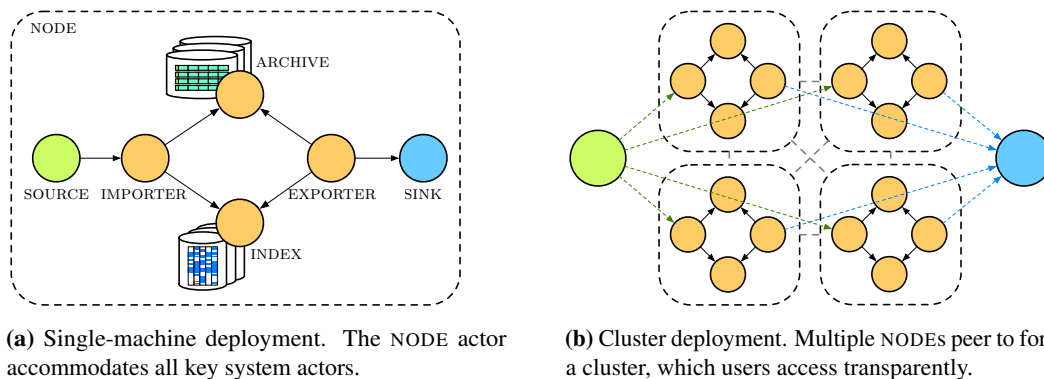 NODE
ARCHIVE
SOURCE
IMPORTER
EXPORTER
SINK
INDEX
(a) Single-machine deployment. The NODE actor
accommodates all key system actors.
(b) Cluster deployment. Multiple NODEs peer to for
a cluster, which users access transparently.